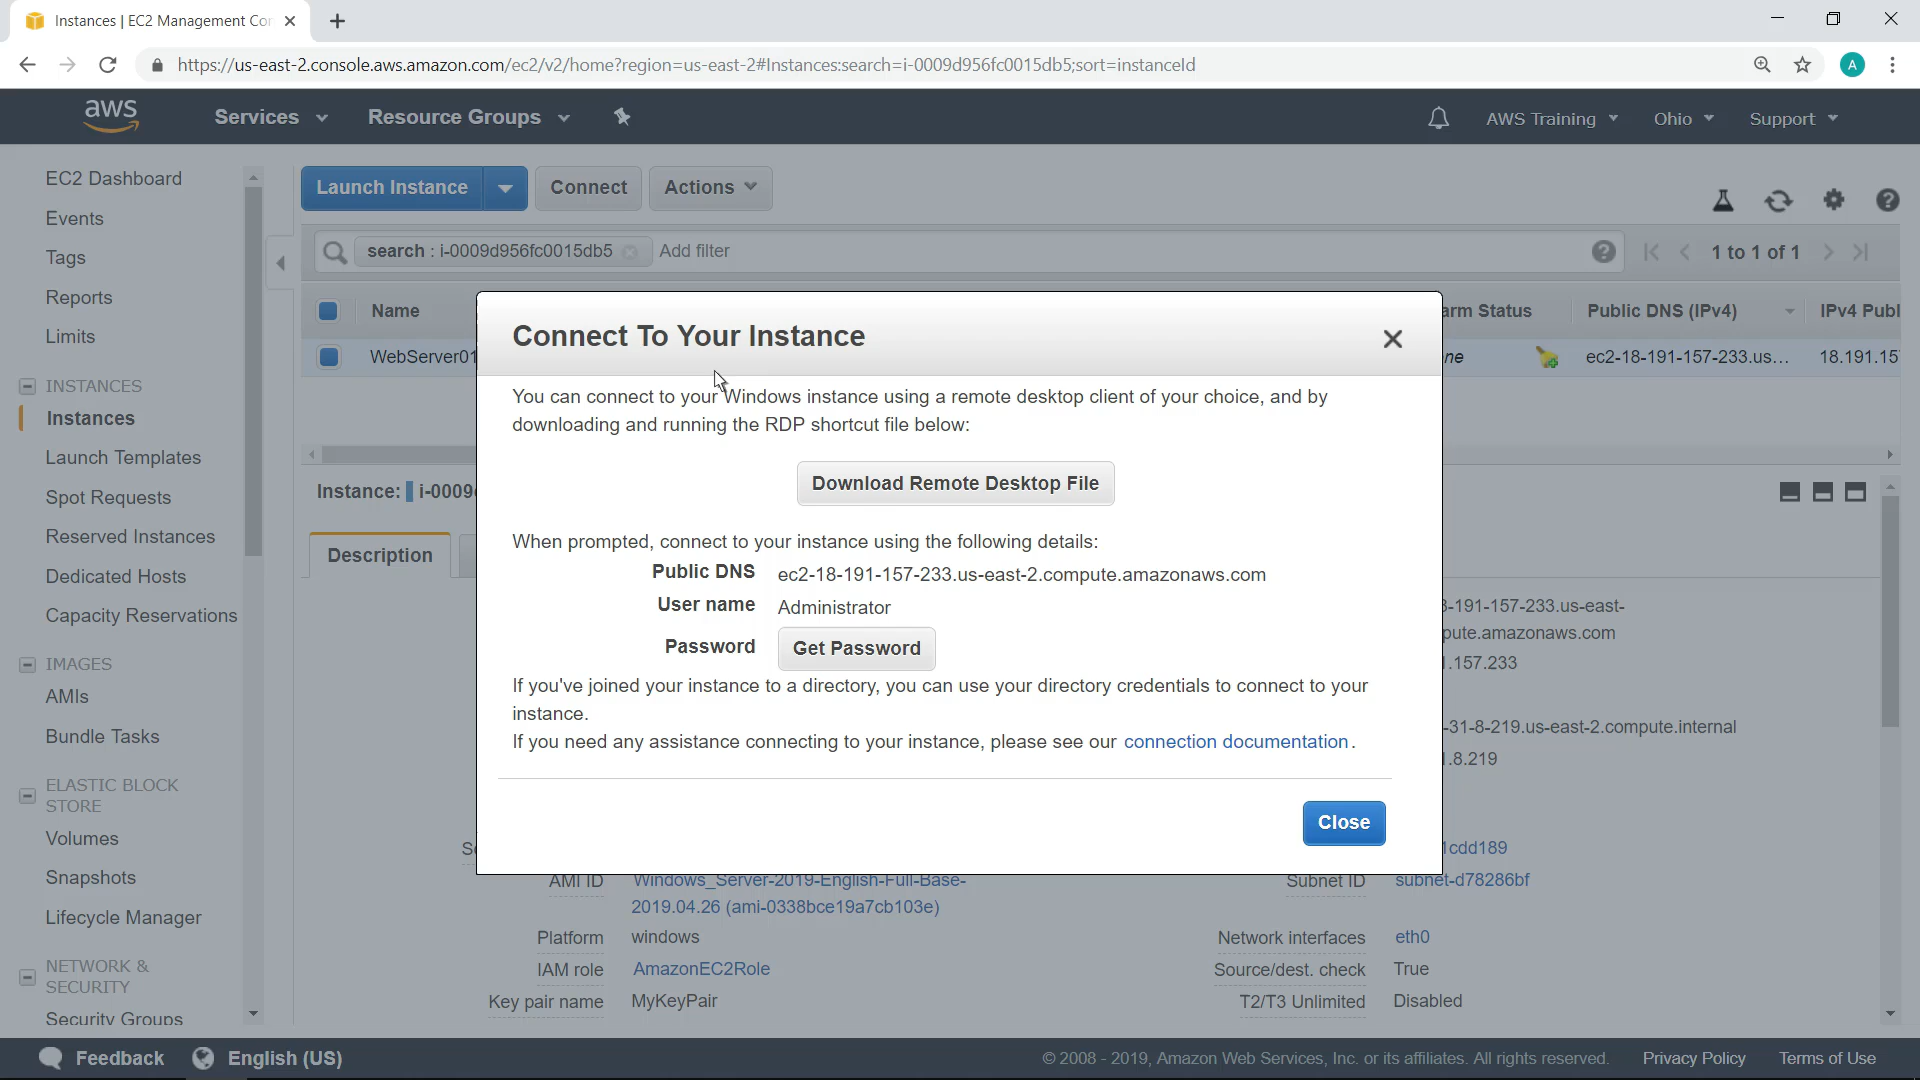 Instances | EC2 Management Con
https://us-east-2.console.aws.amazon.com/ec2/v2/home?region=us-east-2#Instances:search=i-0009d956fc0015db5;sort=instanceId
A
aws
Services
Resource Groups
AWS Training
Ohio
Support
EC2 Dashboard
Events
Tags
Reports
Limits
INSTANCES
Instances
Launch Templates
Spot Requests
Reserved Instances
Dedicated Hosts
Capacity Reservations
IMAGES
AMIs
Bundle Tasks
ELASTIC BLOCK
STORE
Volumes
Snapshots
Lifecycle Manager
NETWORK &
SECURITY
Security Groups
Launch Instance
Connect
Actions
search : i-0009d956fc0015db5
Add filter
1 to 1 of 1
Name
arm Status
Public DNS (IPv4)
IPv4 Publ
WebServer01
ne
ec2-18-191-157-233.us...
18.191.15
Instance:
i-0009
Description
Connect To Your Instance
You can connect to your Windows instance using a remote desktop client of your choice, and by
downloading and running the RDP shortcut file below:
Download Remote Desktop File
When prompted, connect to your instance using the following details:
Public DNS ec2-18-191-157-233.us-east-2.compute.amazonaws.com
User name Administrator
Password Get Password
If you've joined your instance to a directory, you can use your directory credentials to connect to your
instance.
If you need any assistance connecting to your instance, please see our connection documentation.
Close
3-191-157-233.us-east-
pute.amazonaws.com
.157.233
-31-8-219.us-east-2.compute.internal
.8.219
1cdd189
AMI ID Windows_Server-2019-English-Full-Base-
2019.04.26 (ami-0338bce19a7cb103e)
Subnet ID subnet-d78286bf
Platform windows
Network interfaces eth0
IAM role AmazonEC2Role
Source/dest. check True
Key pair name MyKeyPair
T2/T3 Unlimited Disabled
Feedback
English (US)
© 2008 - 2019, Amazon Web Services, Inc. or its affiliates. All rights reserved.
Privacy Policy
Terms of Use